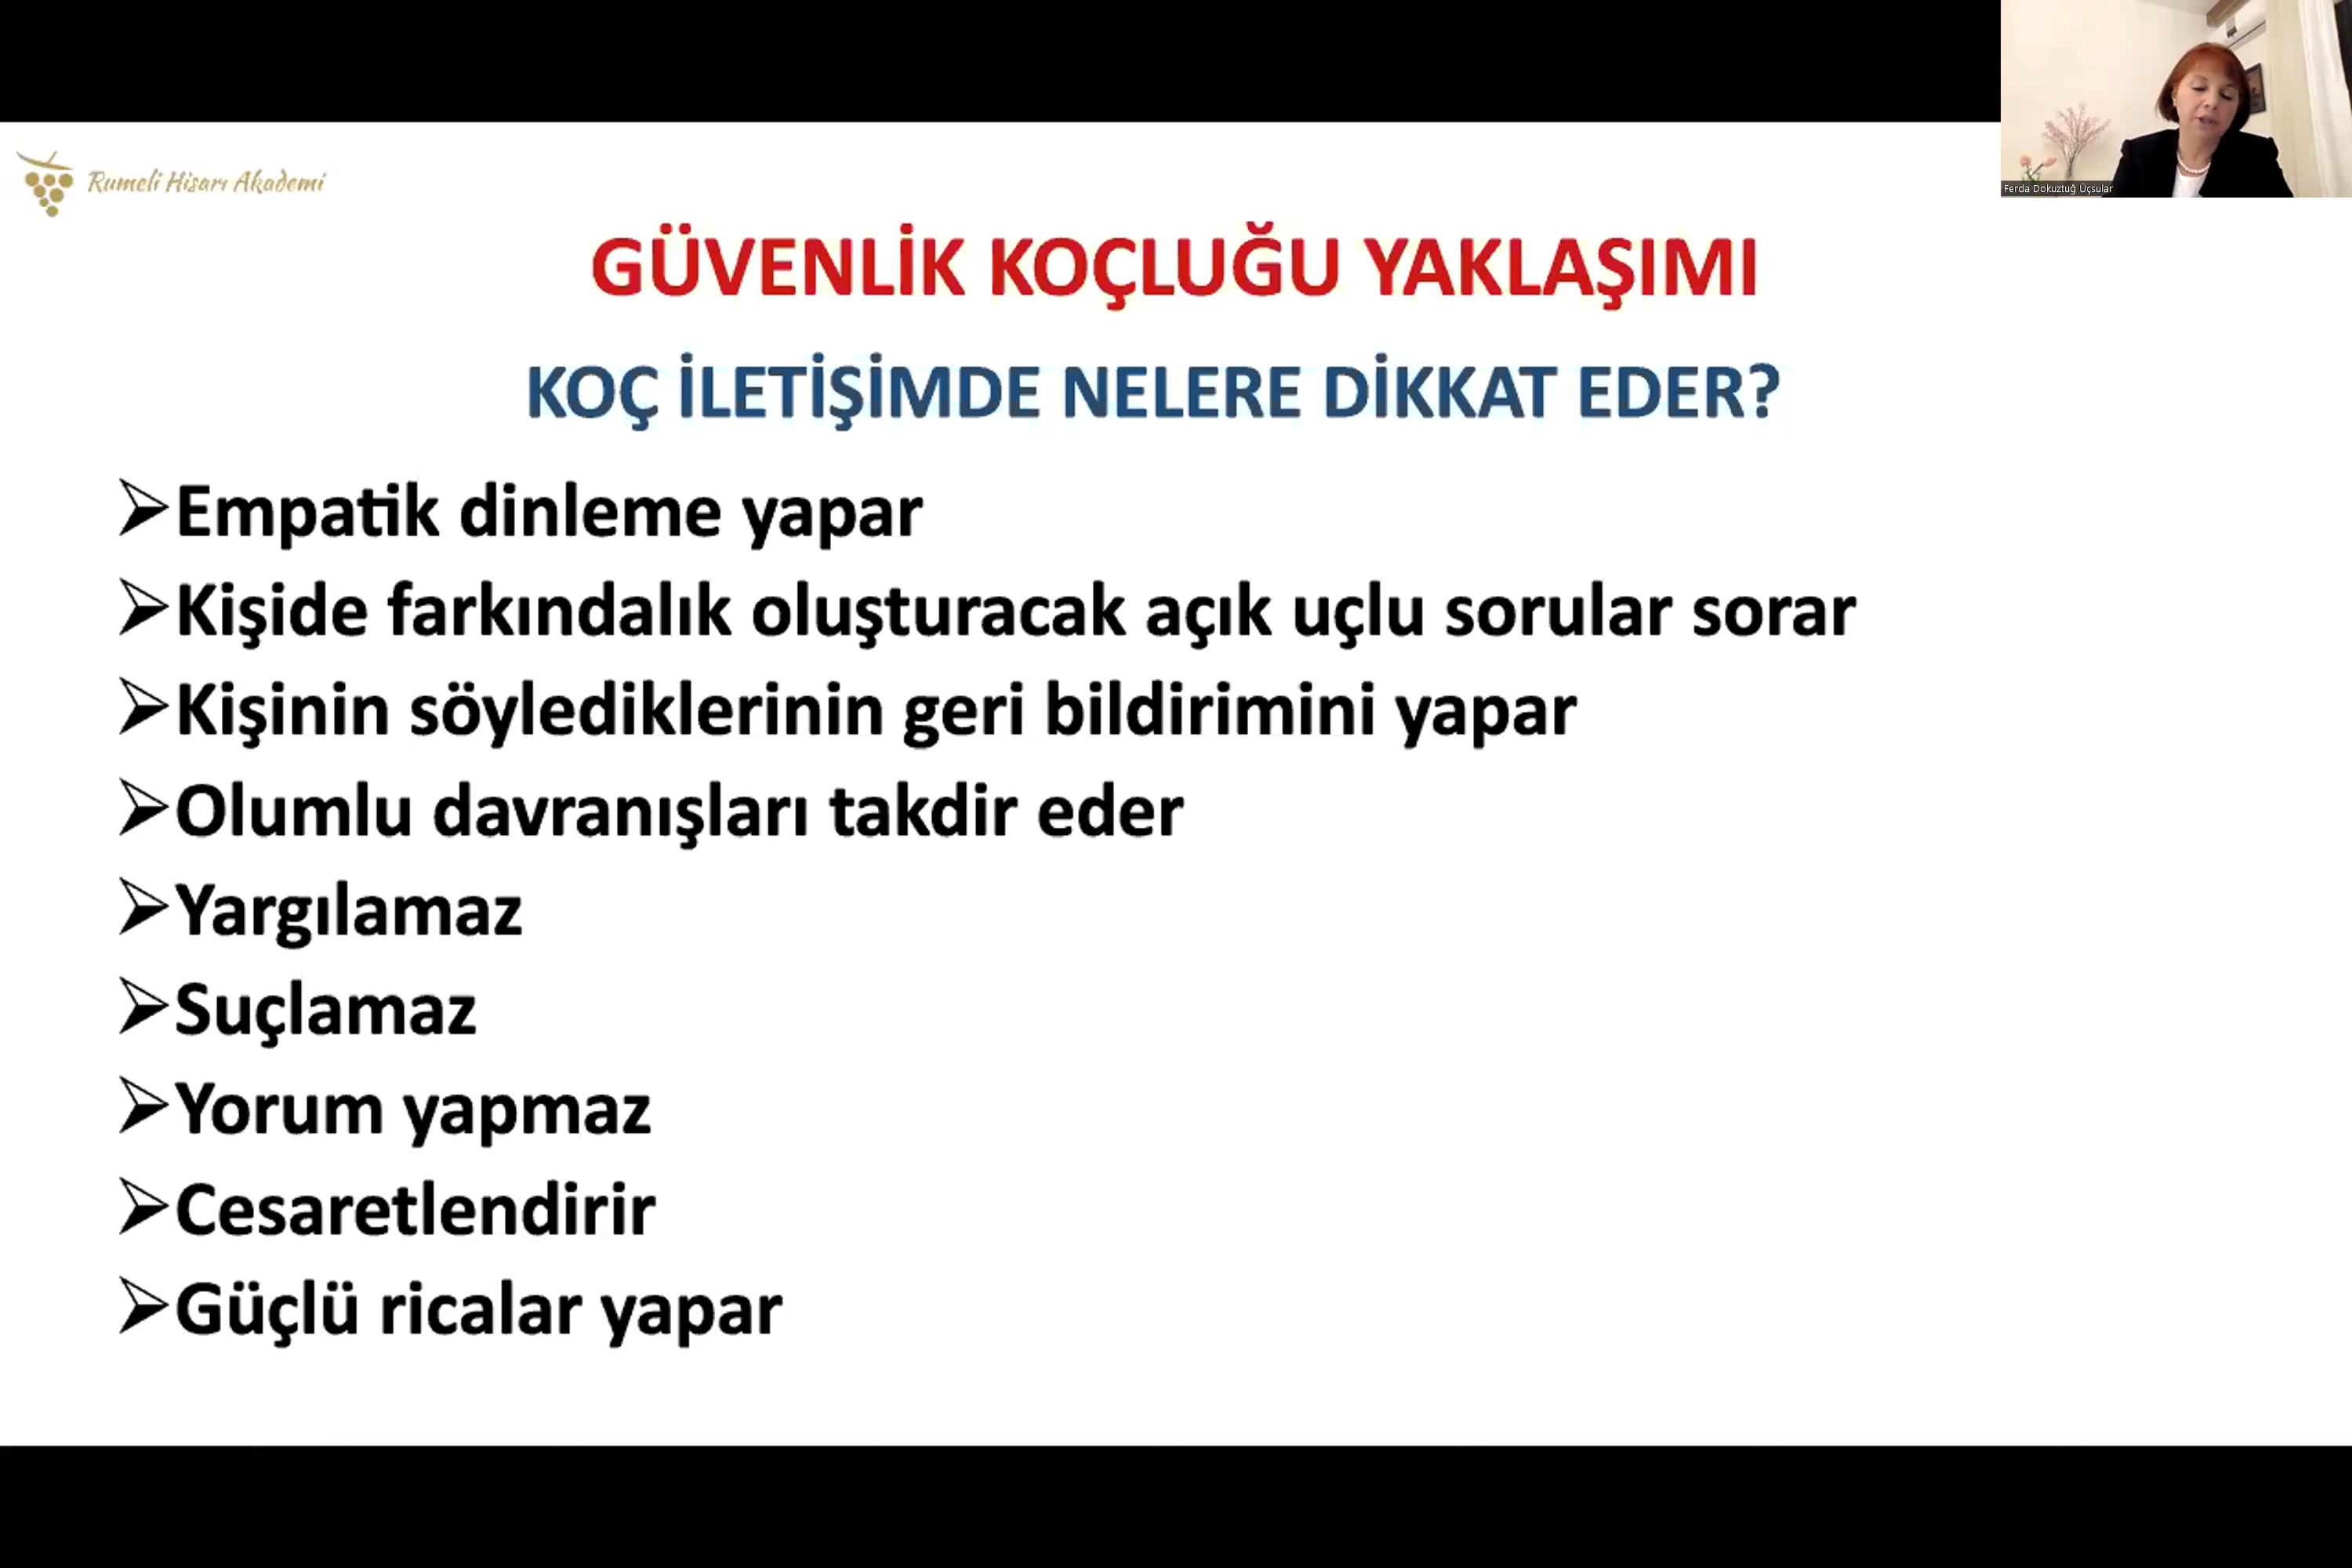 Ferda Dokuztuğ Üçsular
Rumeli Hisarı Akademi
GÜVENLİK KOÇLUĞU YAKLAŞIMI
KOÇ İLETİŞİMDE NELERE DİKKAT EDER?
Empatik dinleme yapar
Kişide farkındalık oluşturacak açık uçlu sorular sorar
Kişinin söylediklerinin geri bildirimini yapar
Olumlu davranışları takdir eder
Yargılamaz
Suçlamaz
Yorum yapmaz
Cesaretlendirir
Güçlü ricalar yapar